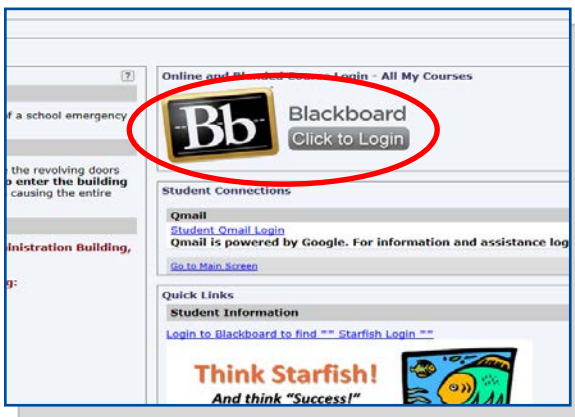 ?
f a school emergency
the revolving doors
o enter the building
causing the entire
inistration Building,
g:
Online and Blended Course Login - All My Courses
Bb
Blackboard
Click to Login
Student Connections
Qmail
Student Qmail Login
Qmail is powered by Google. For information and assistance log
Go to Main Screen
Quick Links
Student Information
Login to Blackboard to find ** Starfish Login **
Think Starfish!
And think "Success!"